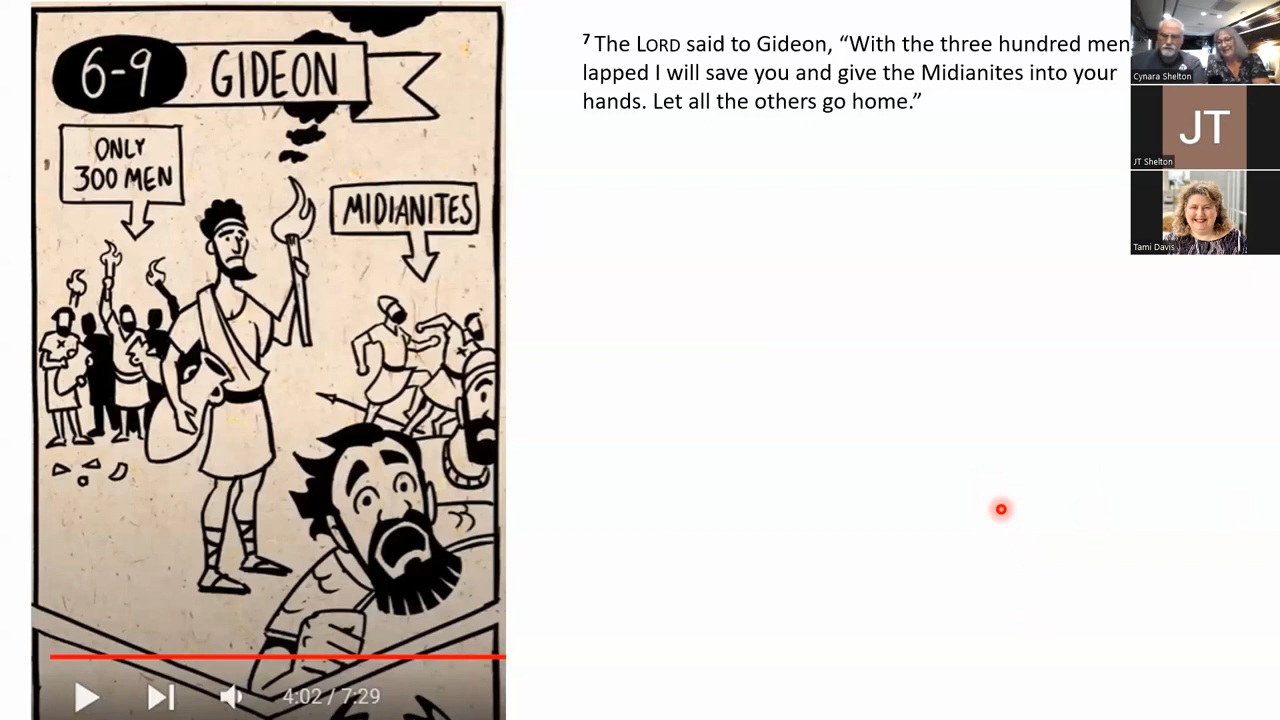 6-9 GIDEON
ONLY
300 MEN
MIDIANITES
4:02 / 7:29
⁷ The LORD said to Gideon, “With the three hundred men
lapped I will save you and give the Midianites into your
hands. Let all the others go home.”
Cynara Shelton
JT
JT Shelton
Tami Davis